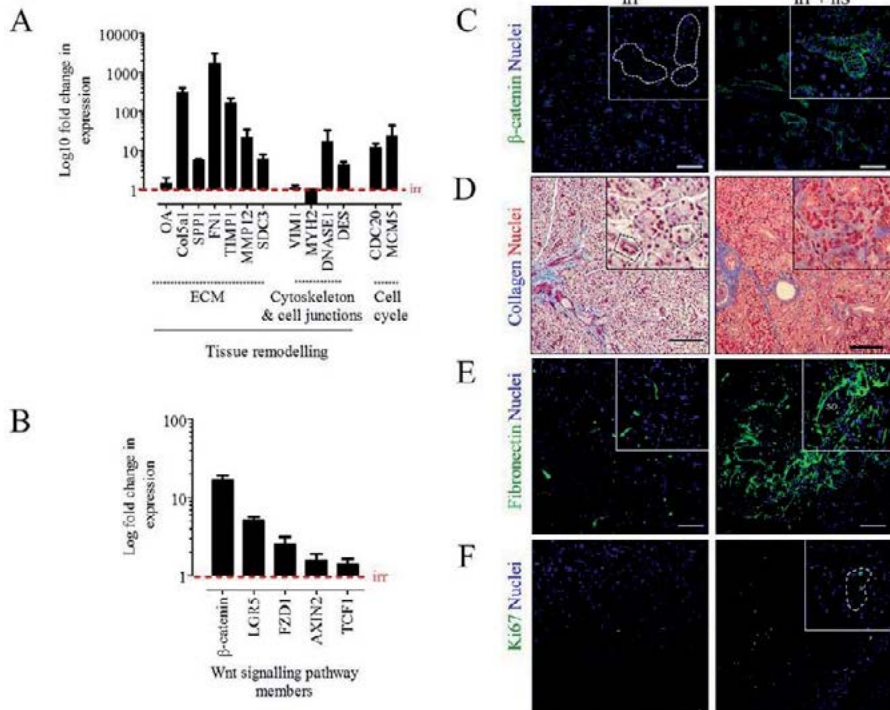 A
Log10 fold change in
expression
10000
1000
100
10
1
irr
OA
Col5a1
SPP1
FN1
TIMP1
MMP12
SDC3
VIM1
MYH2
DNASE1
DES
CDC20
MCM5
ECM
Cytoskeleton
& cell junctions
Cell
cycle
Tissue remodelling
B
Log fold change in
expression
100
10
1
irr
β-catenin
LGR5
FZD1
AXIN2
TCF1
Wnt signalling pathway
members
C
β-catenin Nuclei
D
Collagen Nuclei
E
Fibronectin Nuclei
SO
F
Ki67 Nuclei